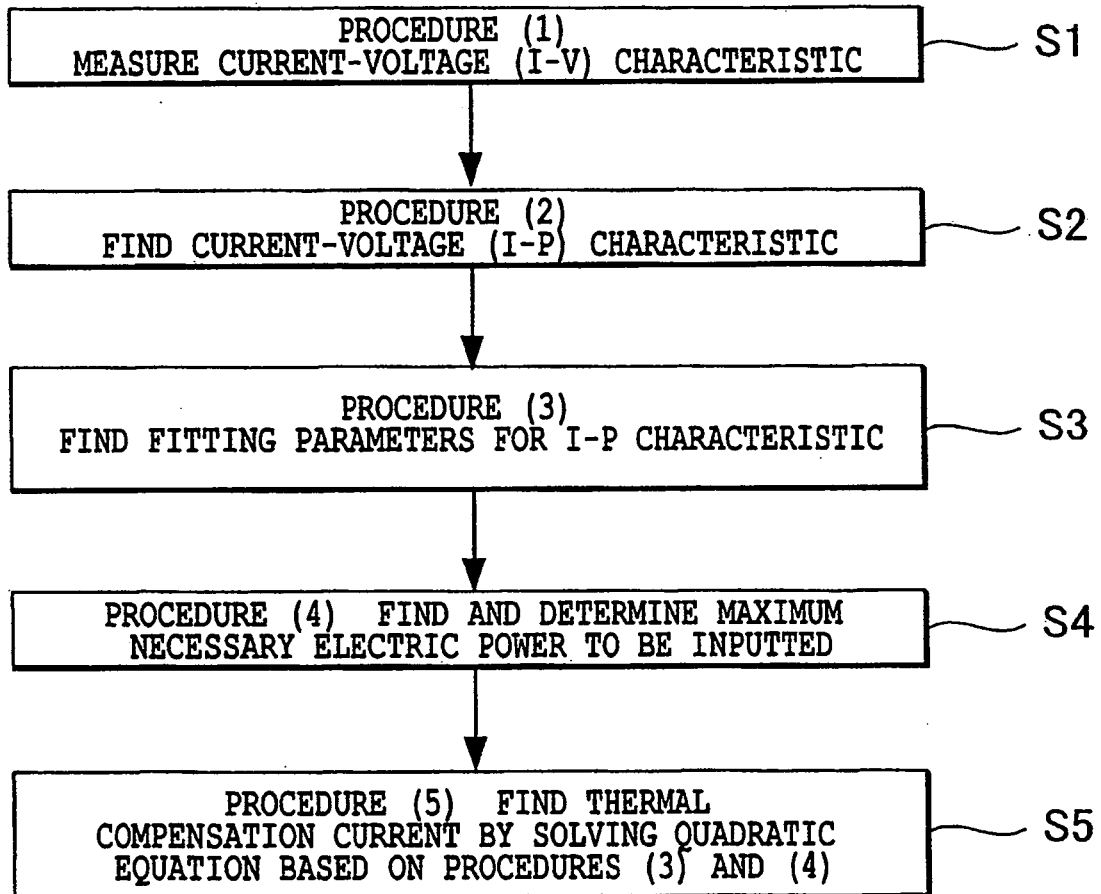 PROCEDURE (1)
MEASURE CURRENT-VOLTAGE (I-V) CHARACTERISTIC
S1
PROCEDURE (2)
FIND CURRENT-VOLTAGE (I-P) CHARACTERISTIC
S2
PROCEDURE (3)
FIND FITTING PARAMETERS FOR I-P CHARACTERISTIC
S3
PROCEDURE (4) FIND AND DETERMINE MAXIMUM
NECESSARY ELECTRIC POWER TO BE INPUTTED
S4
PROCEDURE (5) FIND THERMAL
COMPENSATION CURRENT BY SOLVING QUADRATIC
EQUATION BASED ON PROCEDURES (3) AND (4)
S5